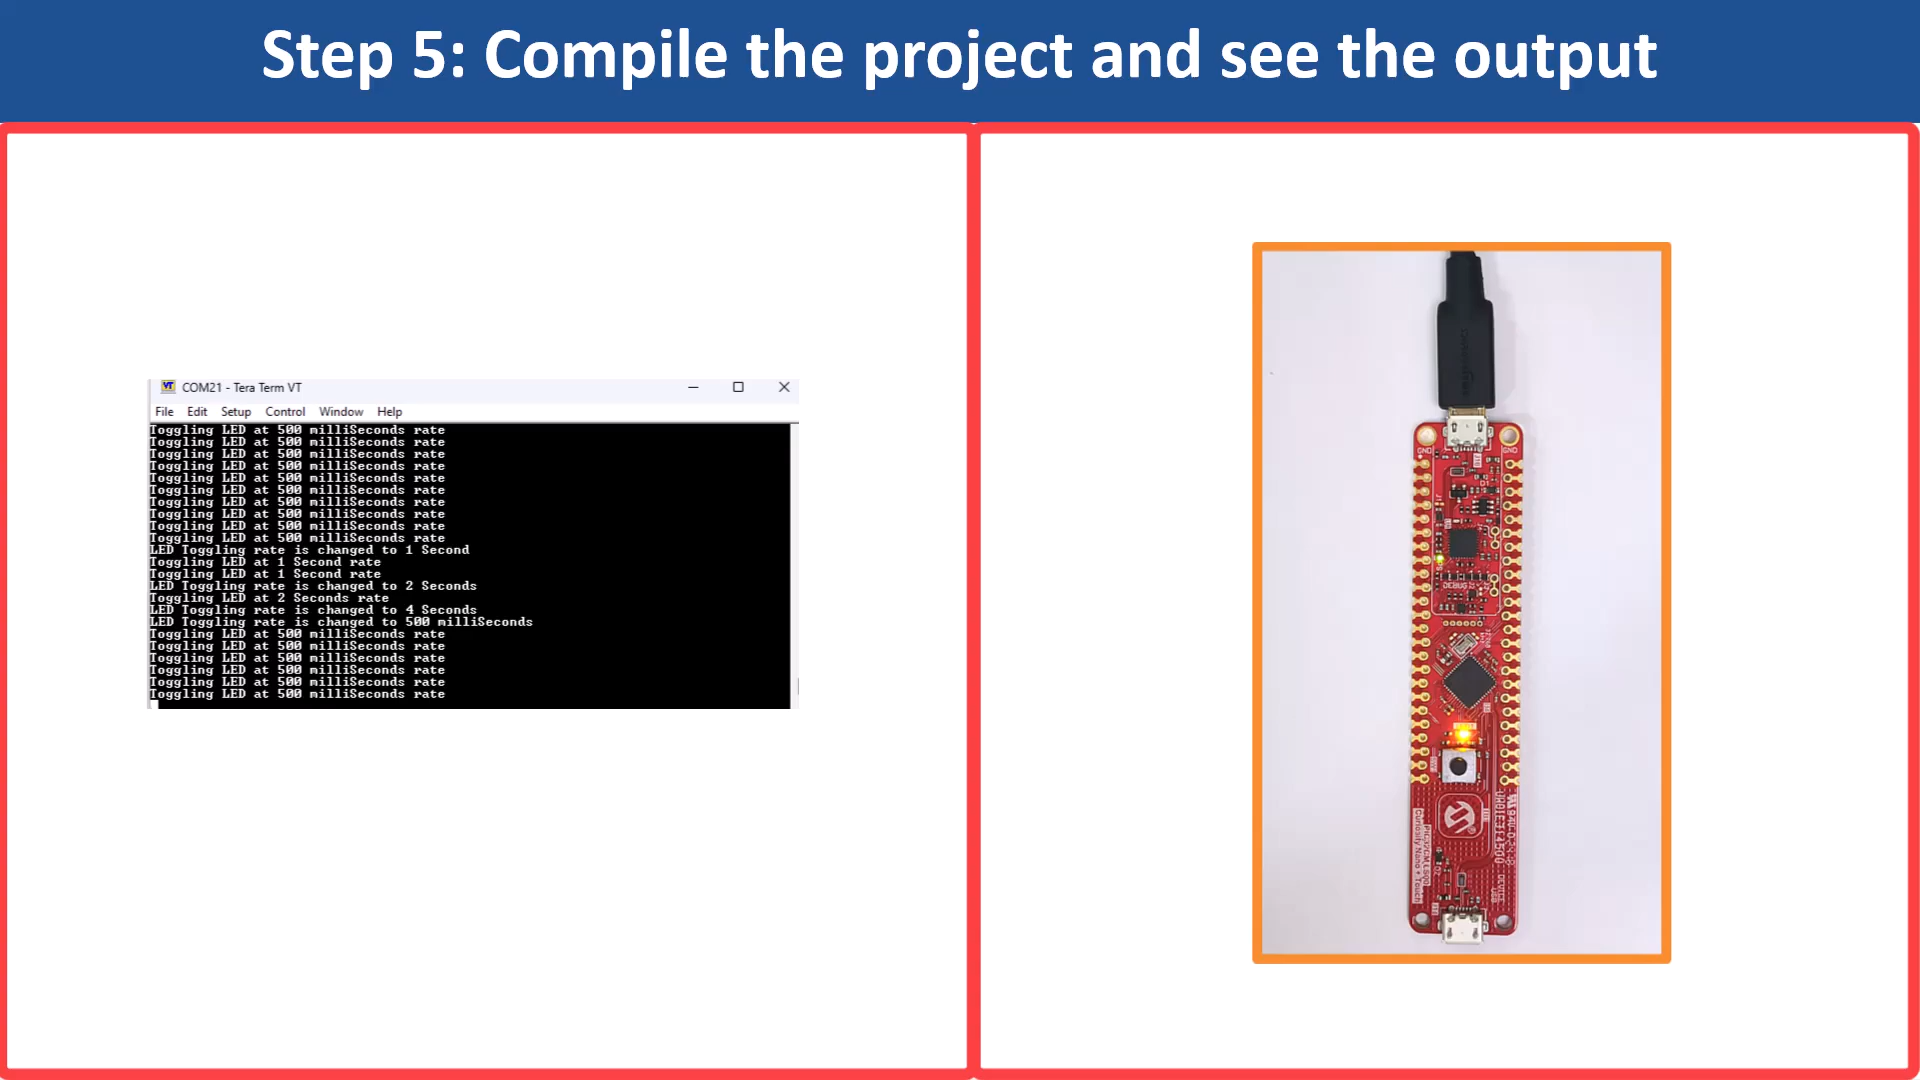 Step 5: Compile the project and see the output
COM21 - Tera Term VT
File Edit Setup Control Window Help
Toggling LED at 500 milliSeconds rate
Toggling LED at 500 milliSeconds rate
Toggling LED at 500 milliSeconds rate
Toggling LED at 500 milliSeconds rate
Toggling LED at 500 milliSeconds rate
Toggling LED at 500 milliSeconds rate
Toggling LED at 500 milliSeconds rate
Toggling LED at 500 milliSeconds rate
Toggling LED at 500 milliSeconds rate
Toggling LED at 500 milliSeconds rate
LED Toggling rate is changed to 1 Second
Toggling LED at 1 Second rate
Toggling LED at 1 Second rate
LED Toggling rate is changed to 2 Seconds
Toggling LED at 2 Seconds rate
LED Toggling rate is changed to 4 Seconds
LED Toggling rate is changed to 500 milliSeconds
Toggling LED at 500 milliSeconds rate
Toggling LED at 500 milliSeconds rate
Toggling LED at 500 milliSeconds rate
Toggling LED at 500 milliSeconds rate
Toggling LED at 500 milliSeconds rate
Toggling LED at 500 milliSeconds rate
GND
GND
Curiosity Nano + Touch